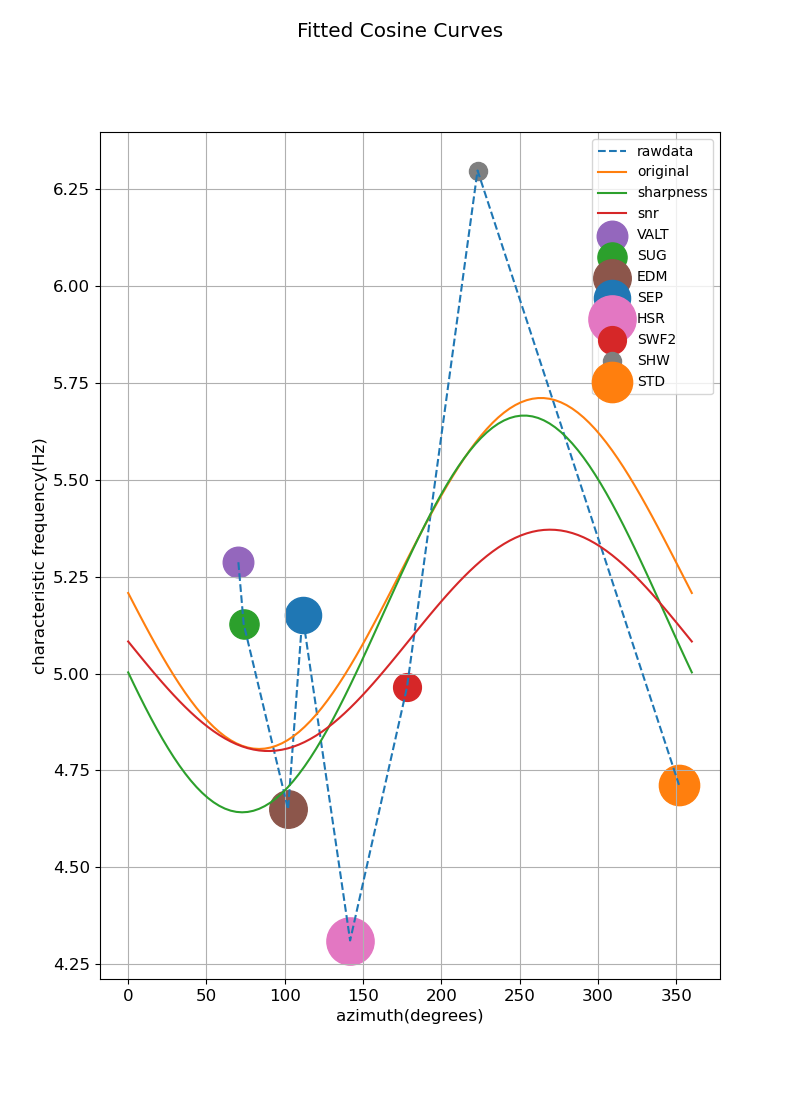 Fitted Cosine Curves
rawdata
original
sharpness
snr
VALT
SUG
EDM
SEP
HSR
SWF2
SHW
STD
characteristic frequency(Hz)
6.25
6.00
5.75
5.50
5.25
5.00
4.75
4.50
4.25
0 50 100 150 200 250 300 350
azimuth(degrees)